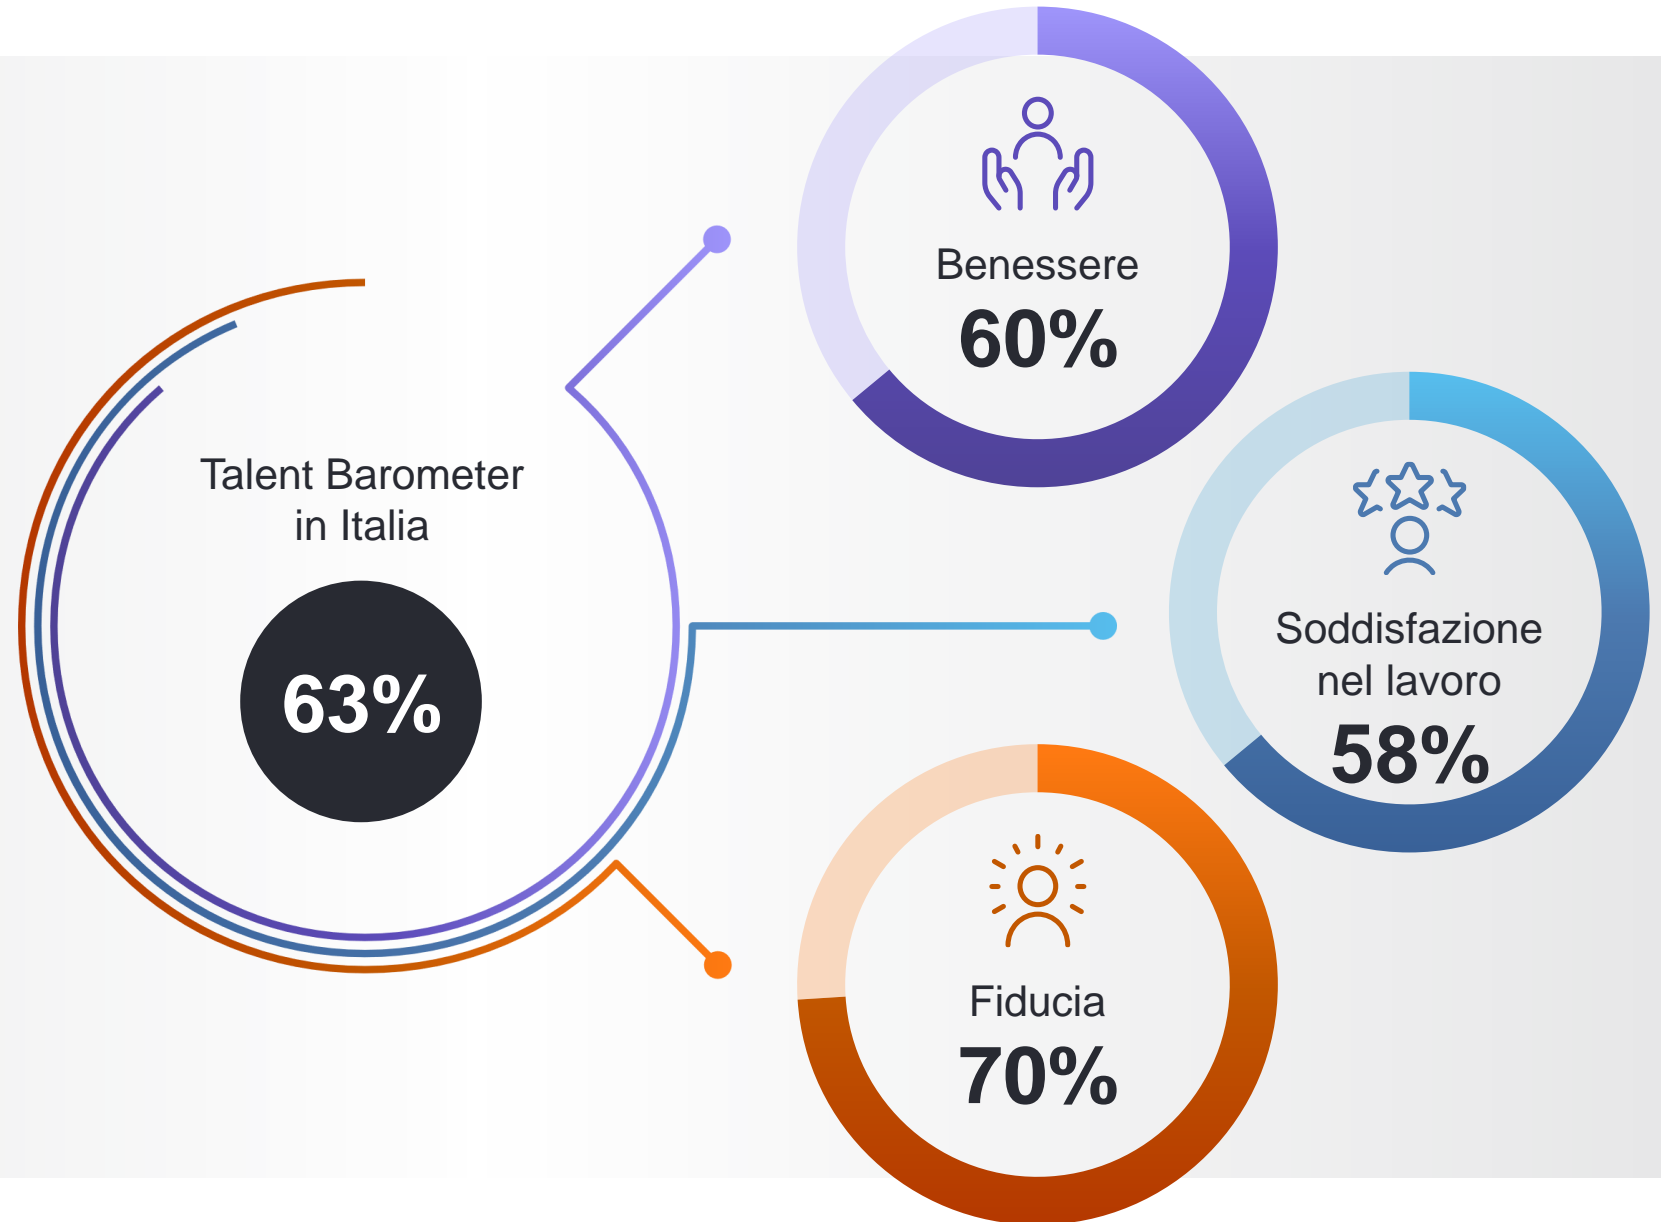 Talent Barometer
in Italia
63%
Benessere
60%
Soddisfazione
nel lavoro
58%
Fiducia
70%